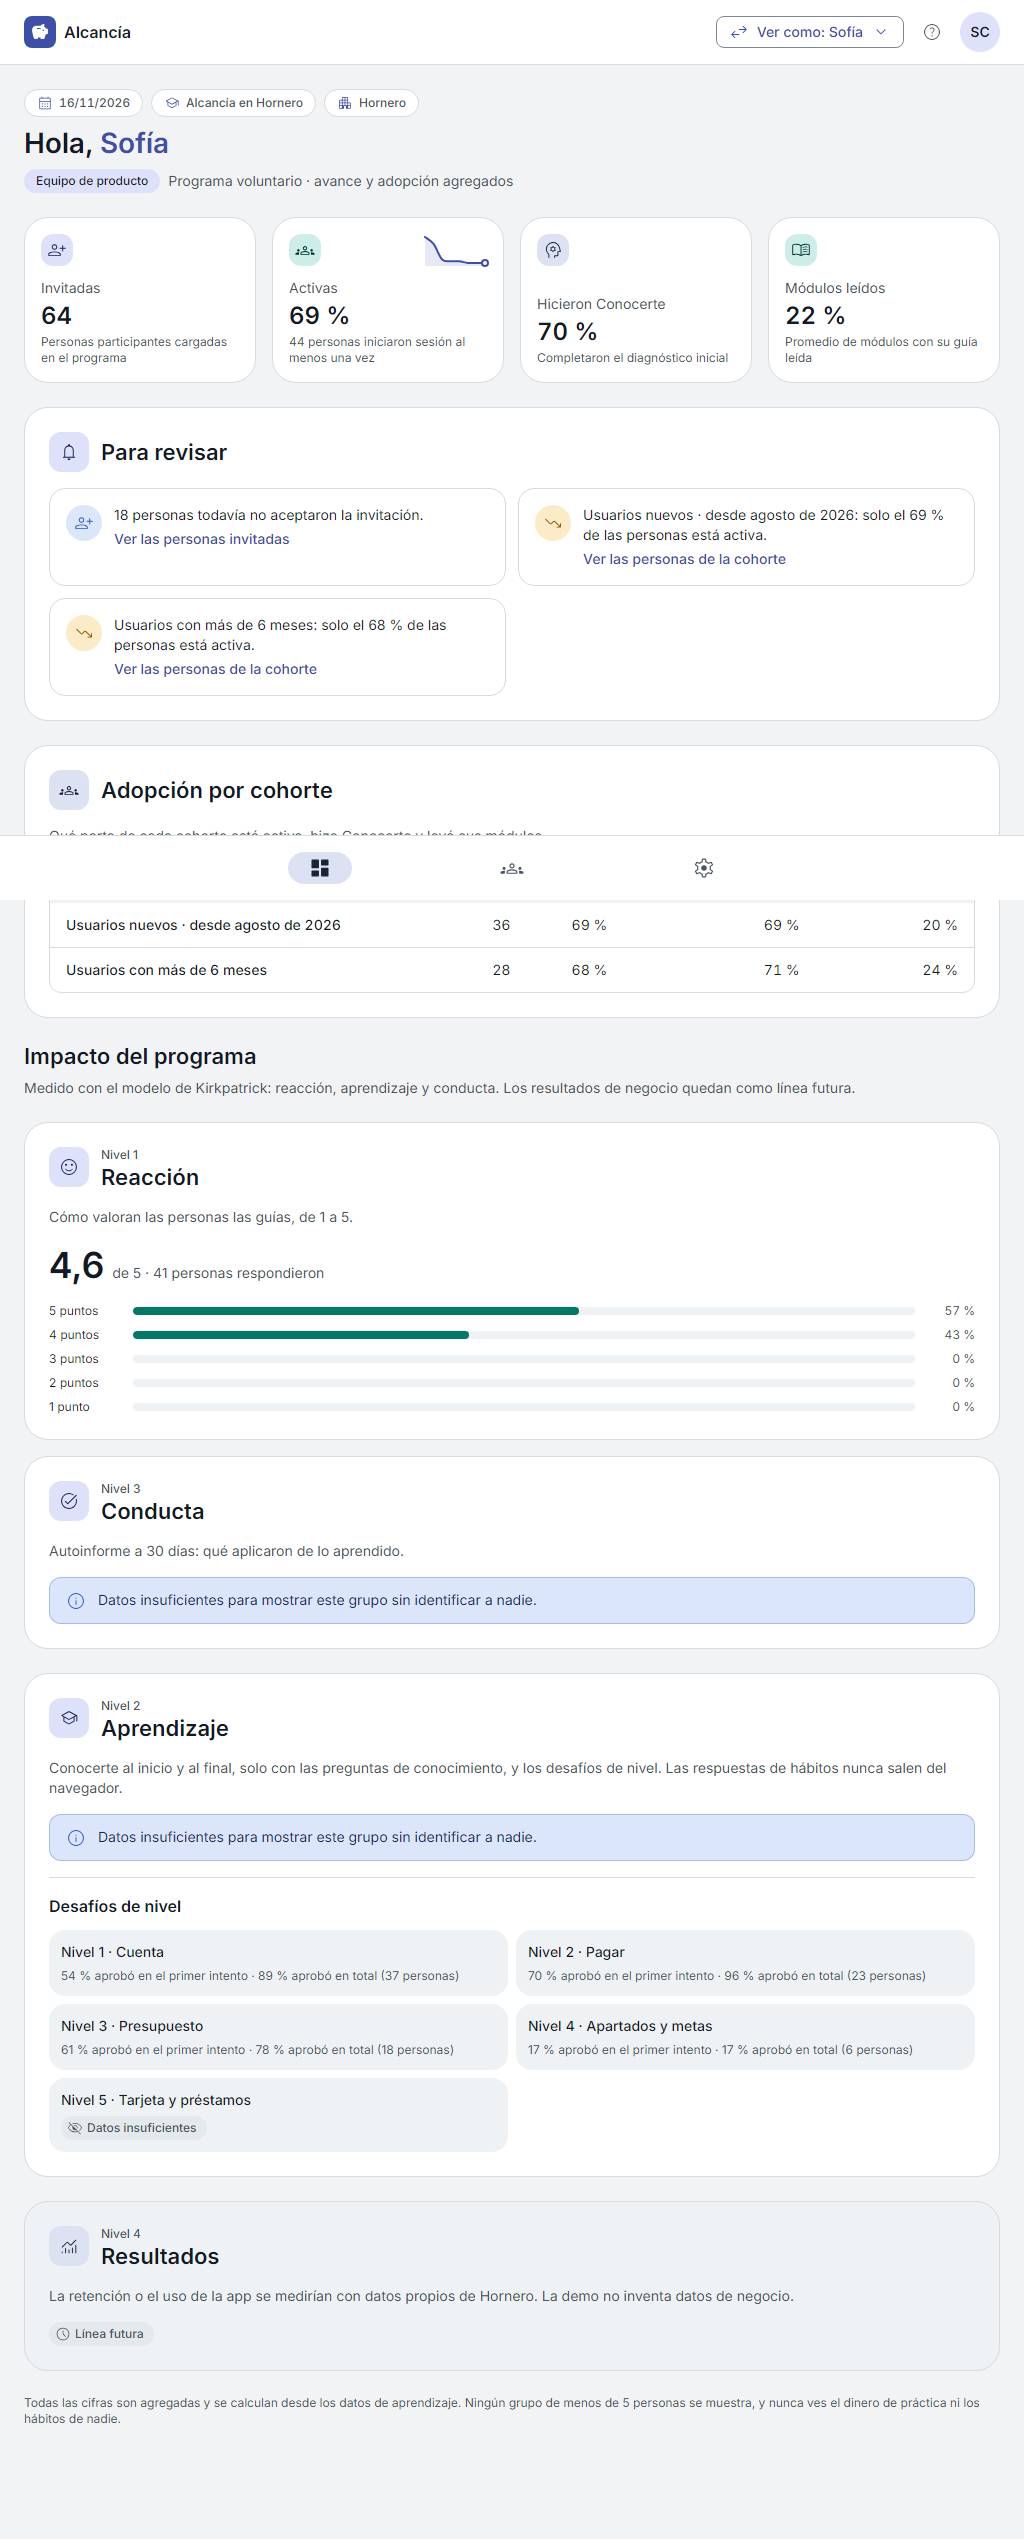 Alcancía
Ver como: Sofía
SC
16/11/2026
Alcancía en Hornero
Hornero
Hola, Sofía
Equipo de producto
Programa voluntario · avance y adopción agregados
Invitadas
64
Personas participantes cargadas
en el programa
Activas
69 %
44 personas iniciaron sesión al
menos una vez
Hicieron Conocerte
70 %
Completaron el diagnóstico inicial
Módulos leídos
22 %
Promedio de módulos con su guía
leída
Para revisar
18 personas todavía no aceptaron la invitación.
Ver las personas invitadas
Usuarios nuevos · desde agosto de 2026: solo el 69 %
de las personas está activa.
Ver las personas de la cohorte
Usuarios con más de 6 meses: solo el 68 % de las
personas está activa.
Ver las personas de la cohorte
Adopción por cohorte
Usuarios nuevos · desde agosto de 2026 36 69 % 69 % 20 %
Usuarios con más de 6 meses 28 68 % 71 % 24 %
Impacto del programa
Medido con el modelo de Kirkpatrick: reacción, aprendizaje y conducta. Los resultados de negocio quedan como línea futura.
Nivel 1
Reacción
Cómo valoran las personas las guías, de 1 a 5.
4,6 de 5 · 41 personas respondieron
5 puntos 57 %
4 puntos 43 %
3 puntos 0 %
2 puntos 0 %
1 punto 0 %
Nivel 3
Conducta
Autoinforme a 30 días: qué aplicaron de lo aprendido.
Datos insuficientes para mostrar este grupo sin identificar a nadie.
Nivel 2
Aprendizaje
Conocerte al inicio y al final, solo con las preguntas de conocimiento, y los desafíos de nivel. Las respuestas de hábitos nunca salen del
navegador.
Datos insuficientes para mostrar este grupo sin identificar a nadie.
Desafíos de nivel
Nivel 1 · Cuenta
54 % aprobó en el primer intento · 89 % aprobó en total (37 personas)
Nivel 2 · Pagar
70 % aprobó en el primer intento · 96 % aprobó en total (23 personas)
Nivel 3 · Presupuesto
61 % aprobó en el primer intento · 78 % aprobó en total (18 personas)
Nivel 4 · Apartados y metas
17 % aprobó en el primer intento · 17 % aprobó en total (6 personas)
Nivel 5 · Tarjeta y préstamos
Datos insuficientes
Nivel 4
Resultados
La retención o el uso de la app se medirían con datos propios de Hornero. La demo no inventa datos de negocio.
Línea futura
Todas las cifras son agregadas y se calculan desde los datos de aprendizaje. Ningún grupo de menos de 5 personas se muestra, y nunca ves el dinero de práctica ni los
hábitos de nadie.